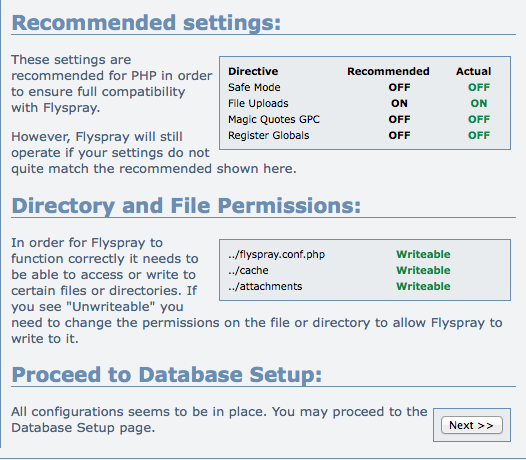 Recommended settings:
These settings are
recommended for PHP in order
to ensure full compatibility
with Flyspray.
However, Flyspray will still
operate if your settings do not
quite match the recommended shown here.
Directive Recommended Actual
Safe Mode OFF OFF
File Uploads ON ON
Magic Quotes GPC OFF OFF
Register Globals OFF OFF
Directory and File Permissions:
In order for Flyspray to
function correctly it needs to
be able to access or write to
certain files or directories. If
you see "Unwriteable" you
need to change the permissions on the file or directory to allow Flyspray to
write to it.
../flyspray.conf.php Writeable
../cache Writeable
../attachments Writeable
Proceed to Database Setup:
All configurations seems to be in place. You may proceed to the
Database Setup page.
Next >>